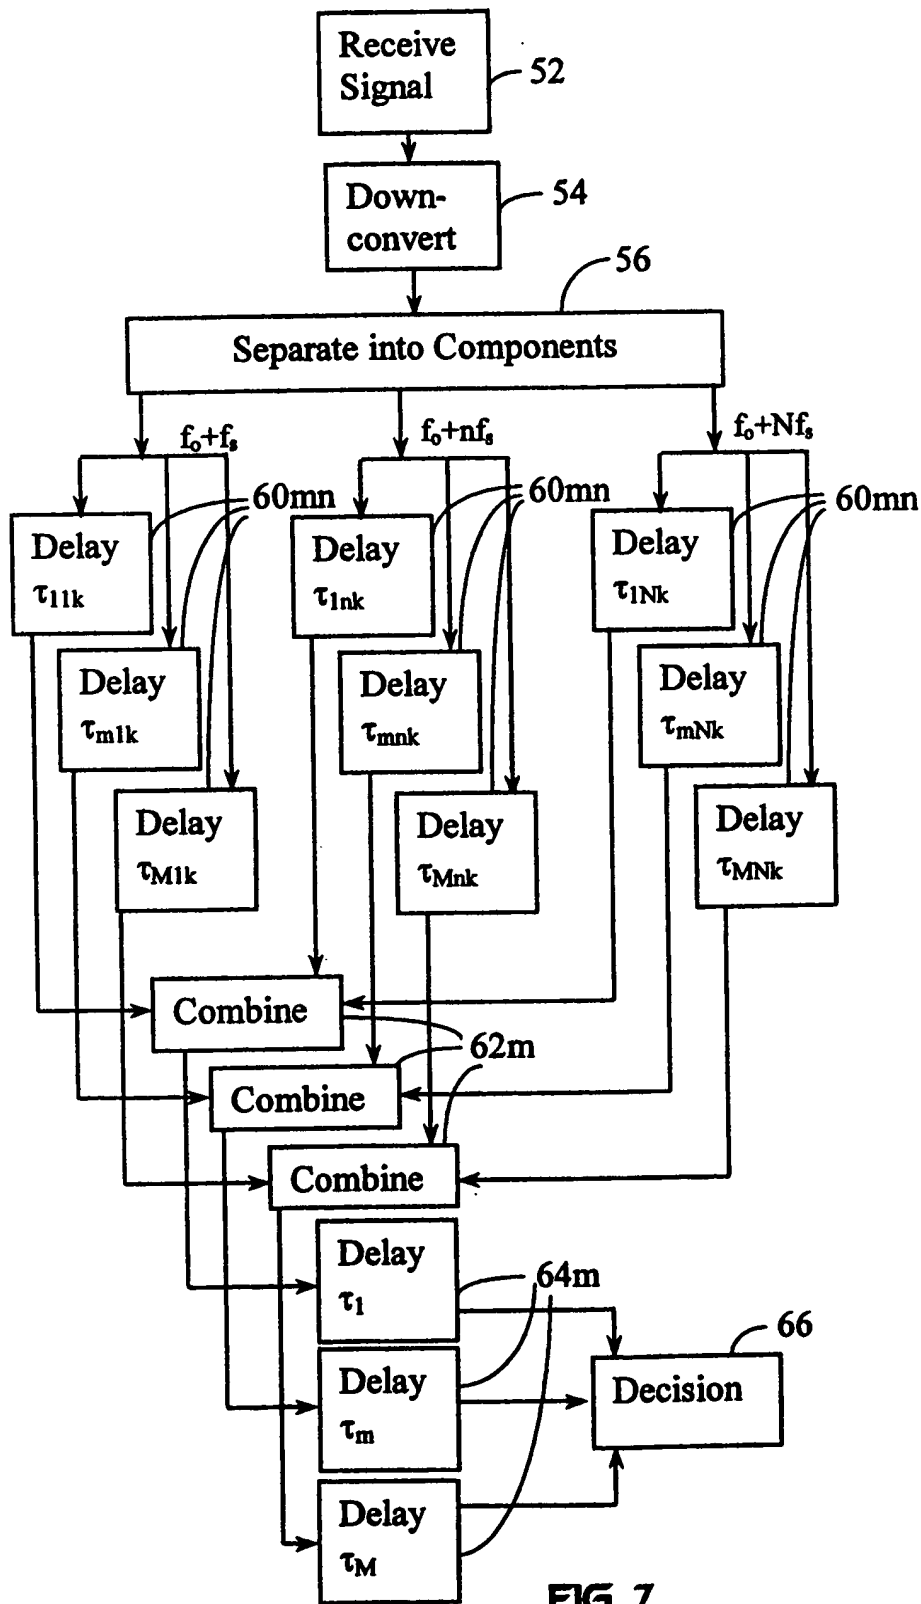 Receive
Signal
52
Down-
convert
54
56
Separate into Components
f₀+fₛ
f₀+nfₛ
f₀+Nfₛ
60mn
60mn
60mn
Delay
τ₁₁ₖ
Delay
τ1nk
Delay
τ1Nk
Delay
τm1k
Delay
τmnk
Delay
τmNk
Delay
τM1k
Delay
τMnk
Delay
τMNk
Combine
62m
Combine
Combine
Delay
τ1
64m
66
Delay
τm
Decision
Delay
τM
FIG. 7